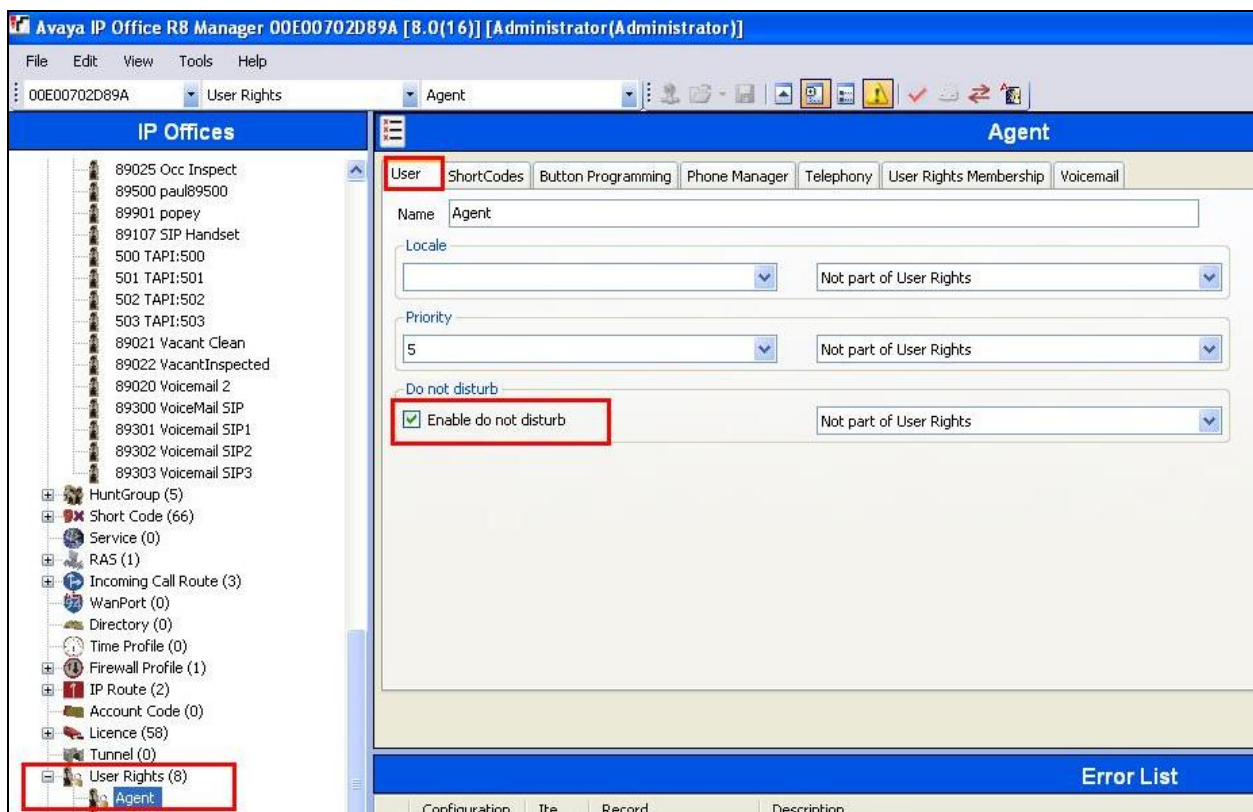 Avaya IP Office R8 Manager 00E00702D89A [8.0(16)] [Administrator(Administrator)]
File Edit View Tools Help
00E00702D89A User Rights Agent
IP Offices
89025 Occ Inspect
89500 paul89500
89901 popey
89107 SIP Handset
500 TAPI:500
501 TAPI:501
502 TAPI:502
503 TAPI:503
89021 Vacant Clean
89022 VacantInspected
89020 Voicemail 2
89300 VoiceMail SIP
89301 Voicemail SIP1
89302 Voicemail SIP2
89303 Voicemail SIP3
HuntGroup (5)
Short Code (66)
Service (0)
RAS (1)
Incoming Call Route (3)
WanPort (0)
Directory (0)
Time Profile (0)
Firewall Profile (1)
IP Route (2)
Account Code (0)
Licence (58)
Tunnel (0)
User Rights (8)
Agent
Agent
User ShortCodes Button Programming Phone Manager Telephony User Rights Membership Voicemail
Name Agent
Locale
Not part of User Rights
Priority
5 Not part of User Rights
Do not disturb
Enable do not disturb Not part of User Rights
Error List
Configuration Ite Record Description